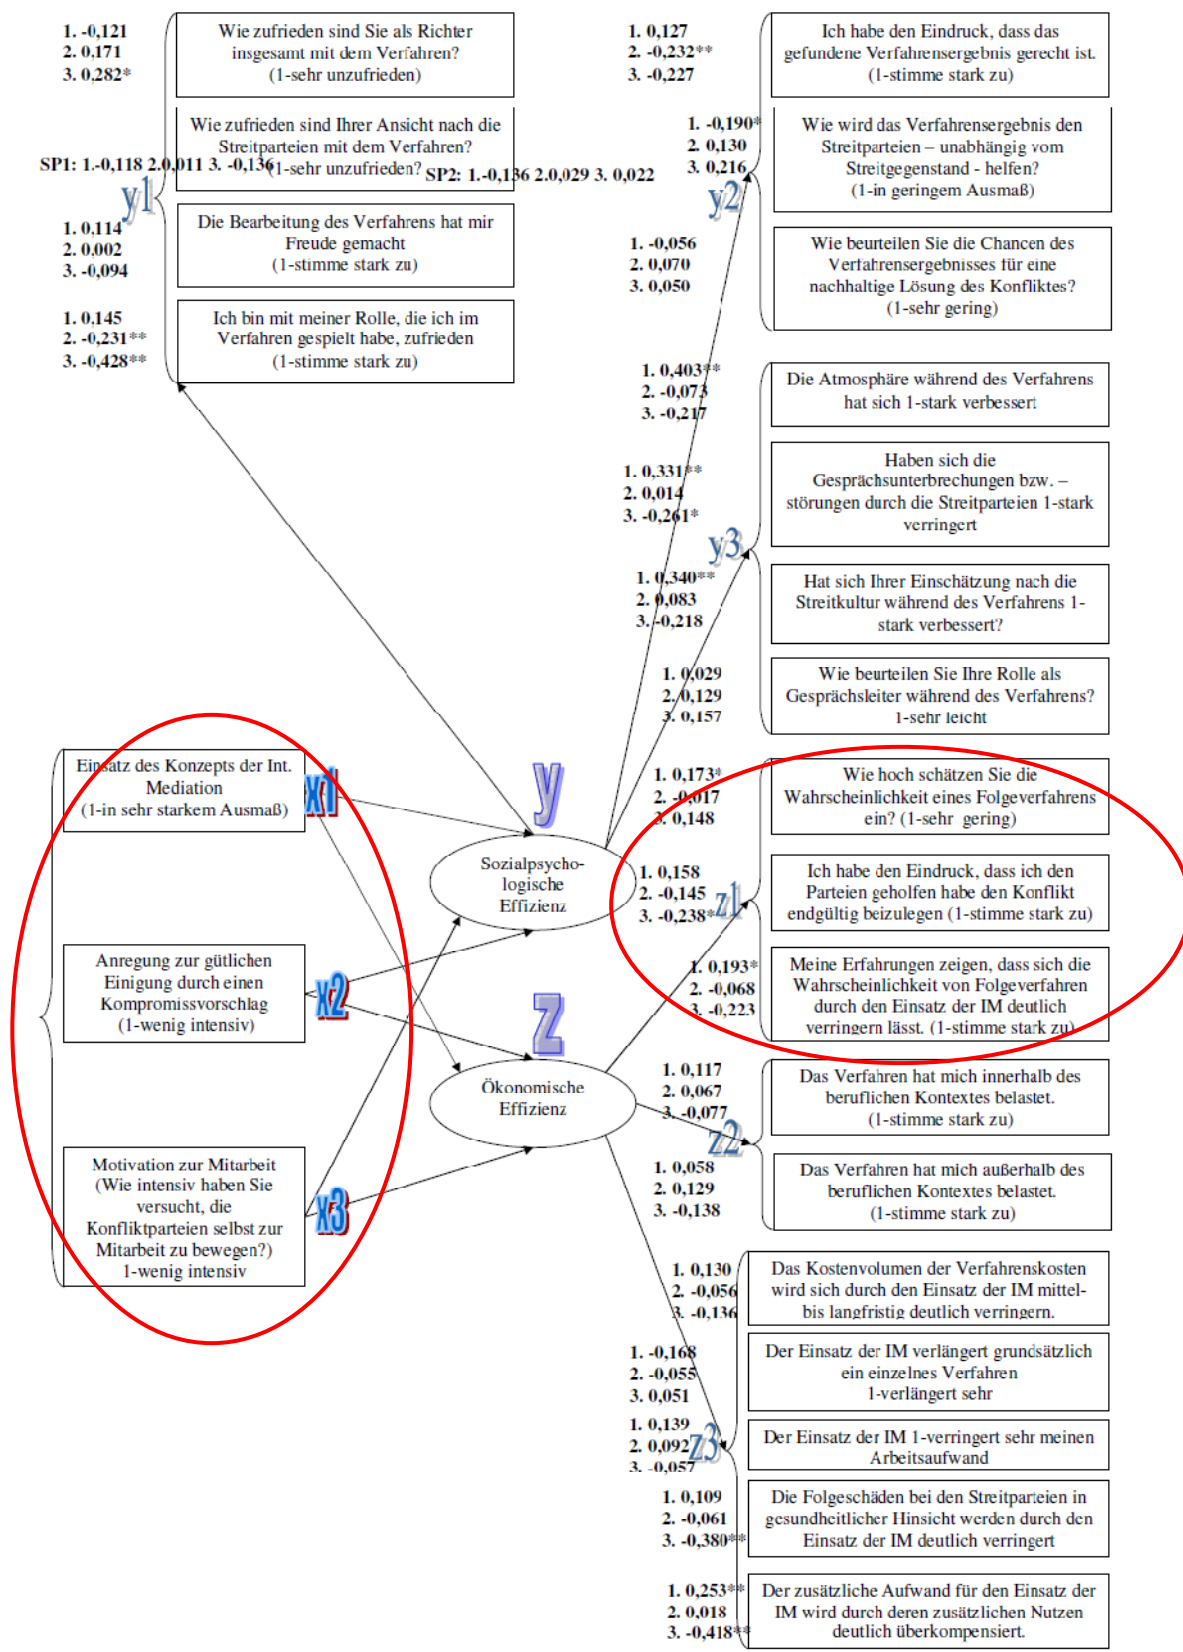 1. -0,121
2. 0,171
3. 0,282*
Wie zufrieden sind Sie als Richter
insgesamt mit dem Verfahren?
(1-sehr unzufrieden)
Wie zufrieden sind Ihrer Ansicht nach die
Streitparteien mit dem Verfahren?
(1-sehr unzufrieden?
SP1: 1.-0,118 2.0,011 3. -0,136
SP2: 1.-0,136 2.0,029 3. 0,022
y1
1. 0,114
2. 0,002
3. -0,094
Die Bearbeitung des Verfahrens hat mir
Freude gemacht
(1-stimme stark zu)
1. 0,145
2. -0,231**
3. -0,428**
Ich bin mit meiner Rolle, die ich im
Verfahren gespielt habe, zufrieden
(1-stimme stark zu)
1. 0,127
2. -0,232**
3. -0,227
Ich habe den Eindruck, dass das
gefundene Verfahrensergebnis gerecht ist.
(1-stimme stark zu)
1. -0,190*
2. 0,130
3. 0,216
y2
Wie wird das Verfahrensergebnis den
Streitparteien – unabhängig vom
Streitgegenstand - helfen?
(1-in geringem Ausmaß)
1. -0,056
2. 0,070
3. 0,050
Wie beurteilen Sie die Chancen des
Verfahrensergebnisses für eine
nachhaltige Lösung des Konfliktes?
(1-sehr gering)
1. 0,403**
2. -0,073
3. -0,217
Die Atmosphäre während des Verfahrens
hat sich 1-stark verbessert
1. 0,331**
2. 0,014
3. -0,261*
y3
Haben sich die
Gesprächsunterbrechungen bzw. –
störungen durch die Streitparteien 1-stark
verringert
1. 0,340**
2. 0,083
3. -0,218
Hat sich Ihrer Einschätzung nach die
Streitkultur während des Verfahrens 1-
stark verbessert?
1. 0,029
2. 0,129
3. 0,157
Wie beurteilen Sie Ihre Rolle als
Gesprächsleiter während des Verfahrens?
1-sehr leicht
Einsatz des Konzepts der Int.
Mediation
(1-in sehr starkem Ausmaß)
x1
Anregung zur gütlichen
Einigung durch einen
Kompromissvorschlag
(1-wenig intensiv)
x2
Motivation zur Mitarbeit
(Wie intensiv haben Sie
versucht, die
Konfliktparteien selbst zur
Mitarbeit zu bewegen?)
1-wenig intensiv
x3
y
Sozialpsycho-
logische
Effizienz
z
Ökonomische
Effizienz
1. 0,173*
2. -0,017
3. 0,148
Wie hoch schätzen Sie die
Wahrscheinlichkeit eines Folgeverfahrens
ein? (1-sehr gering)
1. 0,158
2. -0,145
3. -0,238*
z1
Ich habe den Eindruck, dass ich den
Parteien geholfen habe den Konflikt
endgültig beizulegen (1-stimme stark zu)
1. 0,193*
2. -0,068
3. -0,223
Meine Erfahrungen zeigen, dass sich die
Wahrscheinlichkeit von Folgeverfahren
durch den Einsatz der IM deutlich
verringern lässt. (1-stimme stark zu)
1. 0,117
2. 0,067
3. -0,077
z2
Das Verfahren hat mich innerhalb des
beruflichen Kontextes belastet.
(1-stimme stark zu)
1. 0,058
2. 0,129
3. -0,138
Das Verfahren hat mich außerhalb des
beruflichen Kontextes belastet.
(1-stimme stark zu)
1. 0,130
2. -0,056
3. -0,136
Das Kostenvolumen der Verfahrenskosten
wird sich durch den Einsatz der IM mittel-
bis langfristig deutlich verringern.
1. -0,168
2. -0,055
3. 0,051
Der Einsatz der IM verlängert grundsätzlich
ein einzelnes Verfahren
1-verlängert sehr
1. 0,139
2. 0,092
3. -0,057
z3
Der Einsatz der IM 1-verringert sehr meinen
Arbeitsaufwand
1. 0,109
2. -0,061
3. -0,380**
Die Folgeschäden bei den Streitparteien in
gesundheitlicher Hinsicht werden durch den
Einsatz der IM deutlich verringert
1. 0,253**
2. 0,018
3. -0,418**
Der zusätzliche Aufwand für den Einsatz der
IM wird durch deren zusätzlichen Nutzen
deutlich überkompensiert.